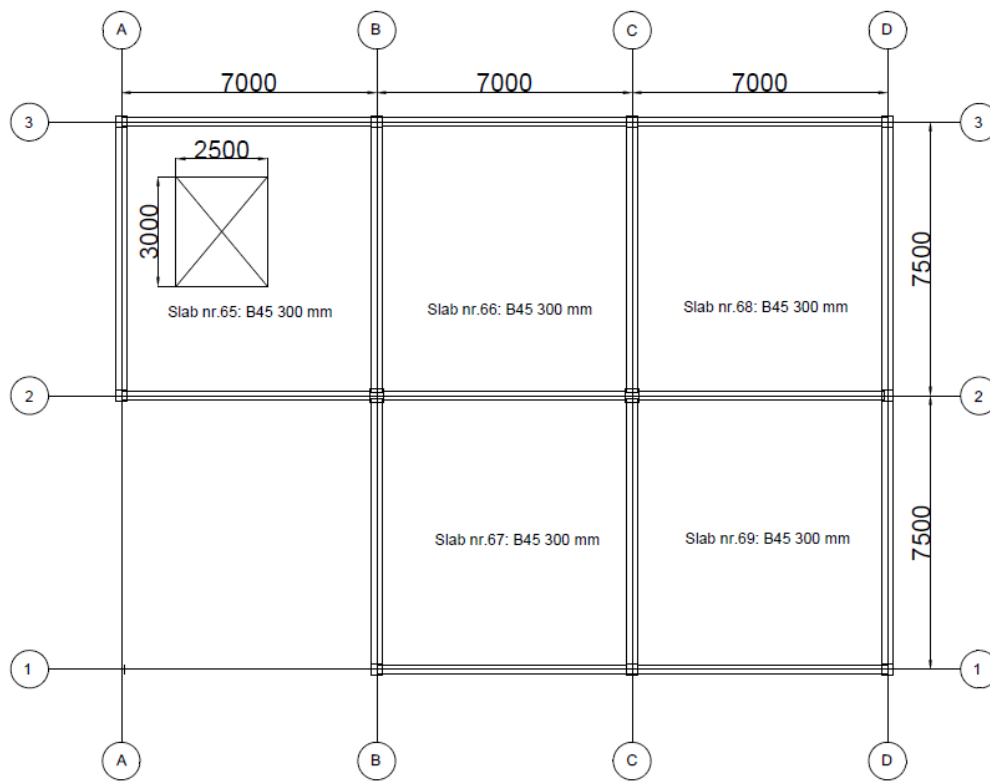 A
B
C
D
7000
7000
7000
3
3
2500
3000
7500
Slab nr.65: B45 300 mm
Slab nr.66: B45 300 mm
Slab nr.68: B45 300 mm
2
2
7500
Slab nr.67: B45 300 mm
Slab nr.69: B45 300 mm
1
1
A
B
C
D